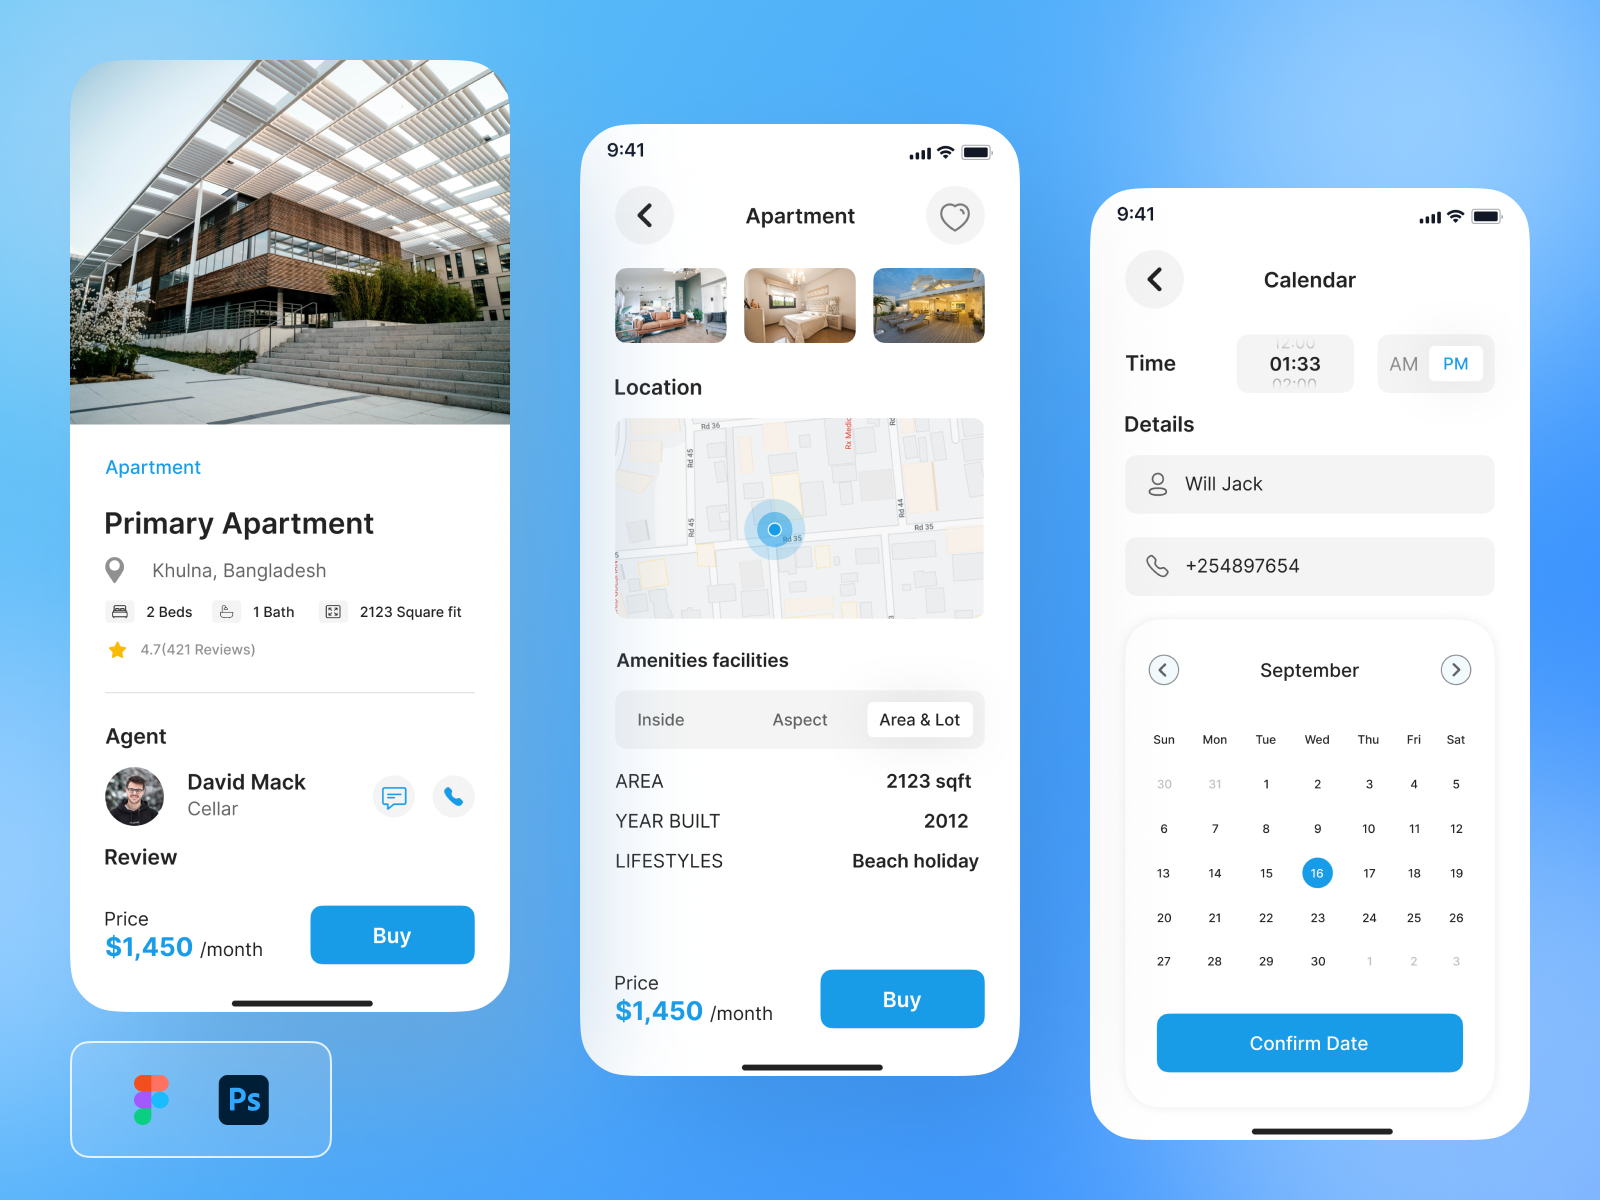 Apartment
Primary Apartment
Khulna, Bangladesh
2 Beds 1 Bath 2123 Square fit
4.7(421 Reviews)
Agent
David Mack
Cellar
Review
Price
$1,450 /month
Buy
Ps
9:41
Apartment
Location
Rd 36
Rd 45
Rx Medic
Rd 44
Rd 45
Rd 35
Rd 35
Amenities facilities
Inside Aspect Area & Lot
AREA 2123 sqft
YEAR BUILT 2012
LIFESTYLES Beach holiday
Price
$1,450 /month
Buy
9:41
Calendar
12:00
Time 01:33 AM PM
02:00
Details
Will Jack
+254897654
September
Sun Mon Tue Wed Thu Fri Sat
30 31 1 2 3 4 5
6 7 8 9 10 11 12
13 14 15 16 17 18 19
20 21 22 23 24 25 26
27 28 29 30 1 2 3
Confirm Date